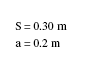 S = 0.30 m
a = 0.2 m